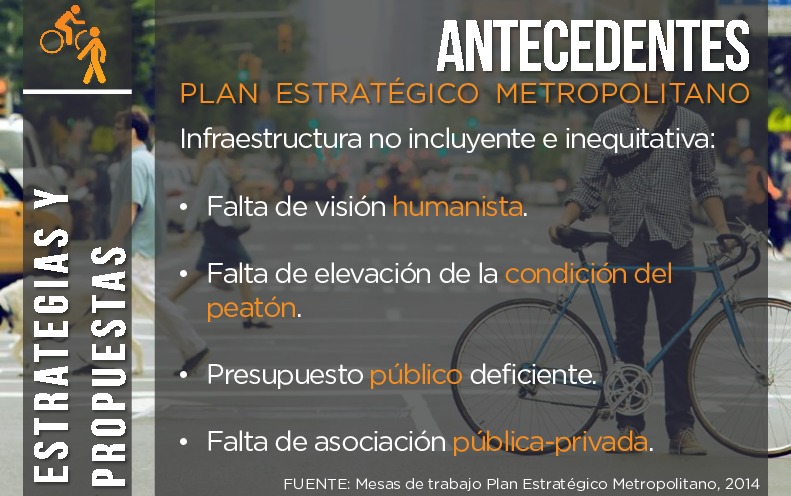 ANTECEDENTES
PLAN ESTRATÉGICO METROPOLITANO
Infraestructura no incluyente e inequitativa:
• Falta de visión humanista.
• Falta de elevación de la condición del
peatón.
• Presupuesto público deficiente.
• Falta de asociación pública-privada.
FUENTE: Mesas de trabajo Plan Estratégico Metropolitano, 2014
ESTRATEGIAS Y
PROPUESTAS